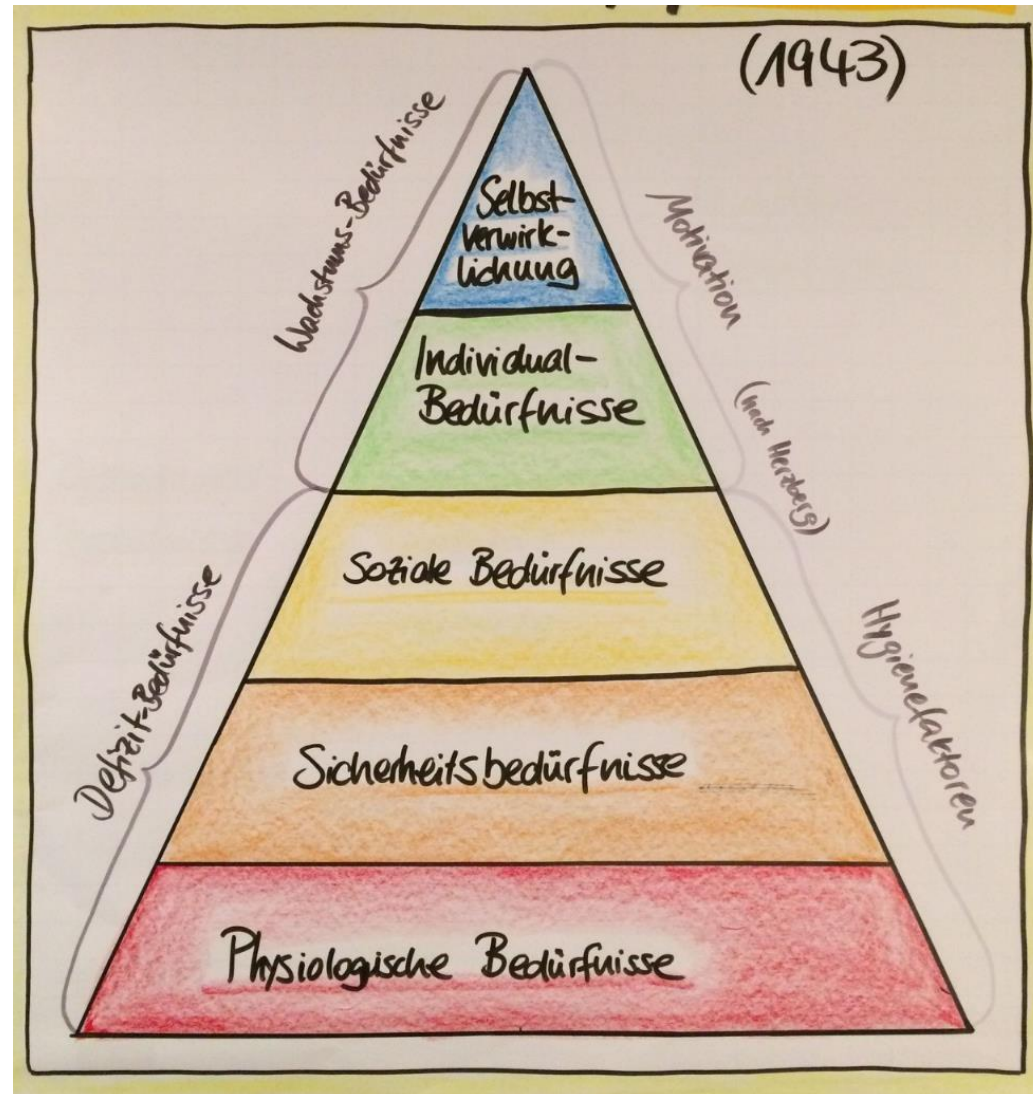 (1943)
Wachstums-Bedürfnisse
Motivation
(nach Herzberg)
Selbst-
verwirk-
lichung
Individual-
Bedürfnisse
Soziale Bedürfnisse
Defizit-Bedürfnisse
Hygienefaktoren
Sicherheitsbedürfnisse
Physiologische Bedürfnisse